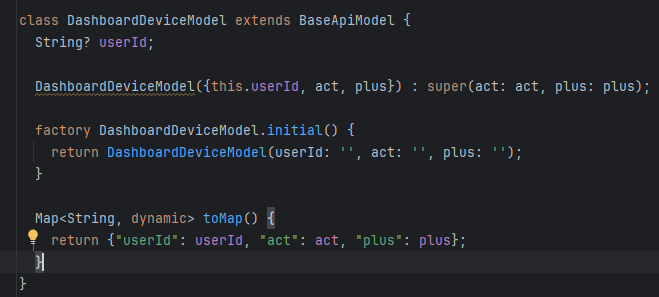 class DashboardDeviceModel extends BaseApiModel {
String? userId;
DashboardDeviceModel({this.userId, act, plus}) : super(act: act, plus: plus);
factory DashboardDeviceModel.initial() {
return DashboardDeviceModel(userId: '', act: '', plus: '');
}
Map<String, dynamic> toMap() {
return {"userId": userId, "act": act, "plus": plus};
}
}